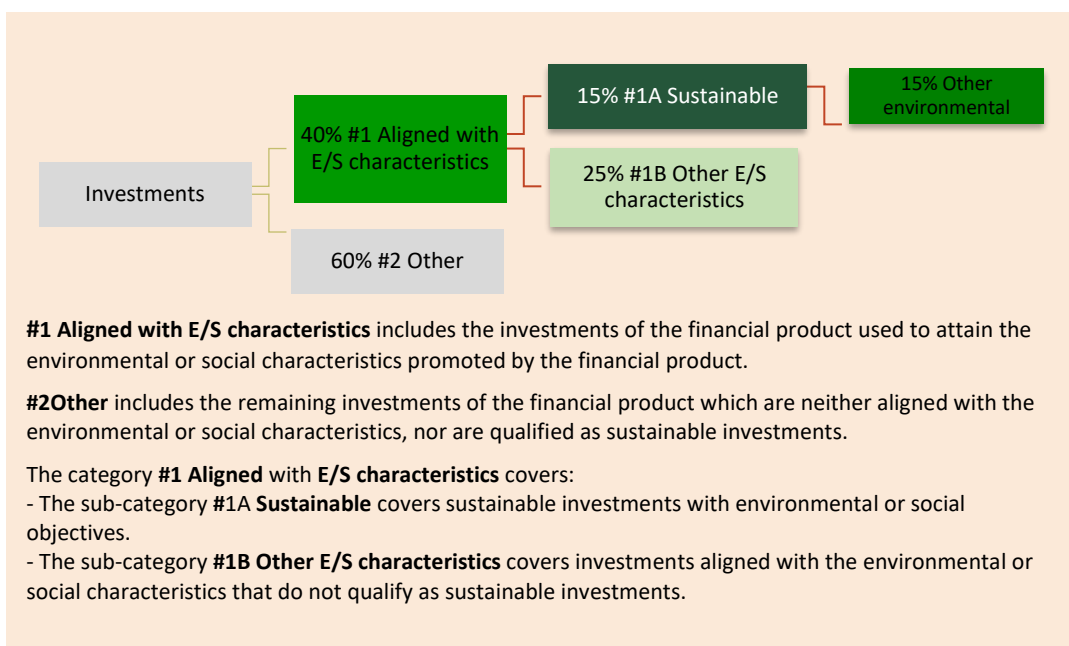 15% #1A Sustainable
15% Other
environmental
40% #1 Aligned with
E/S characteristics
25% #1B Other E/S
characteristics
Investments
60% #2 Other
#1 Aligned with E/S characteristics includes the investments of the financial product used to attain the
environmental or social characteristics promoted by the financial product.
#2Other includes the remaining investments of the financial product which are neither aligned with the
environmental or social characteristics, nor are qualified as sustainable investments.
The category #1 Aligned with E/S characteristics covers:
- The sub-category #1A Sustainable covers sustainable investments with environmental or social
objectives.
- The sub-category #1B Other E/S characteristics covers investments aligned with the environmental or
social characteristics that do not qualify as sustainable investments.